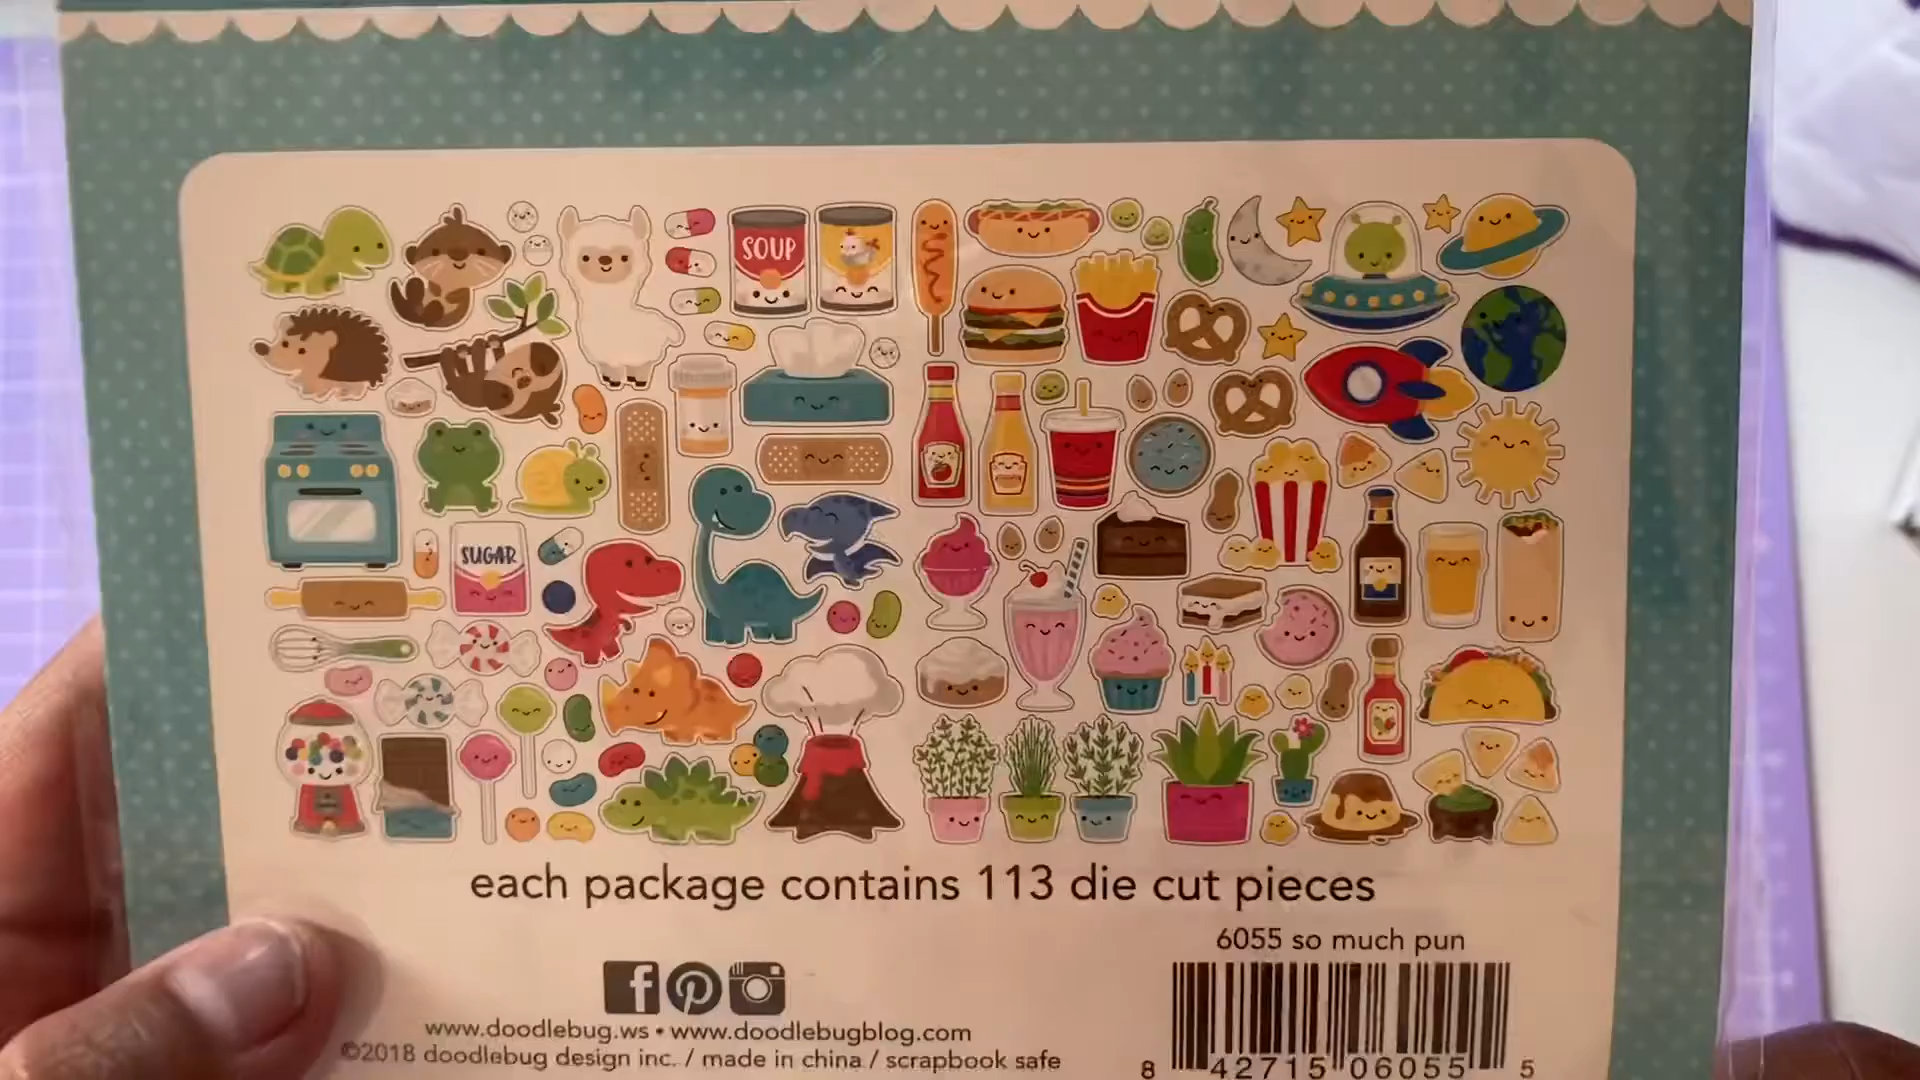 SOUP
SUGAR
each package contains 113 die cut pieces
6055 so much pun
www.doodlebug.ws • www.doodlebugblog.com
©2018 doodlebug design inc. / made in china / scrapbook safe
8 42715 06055 5